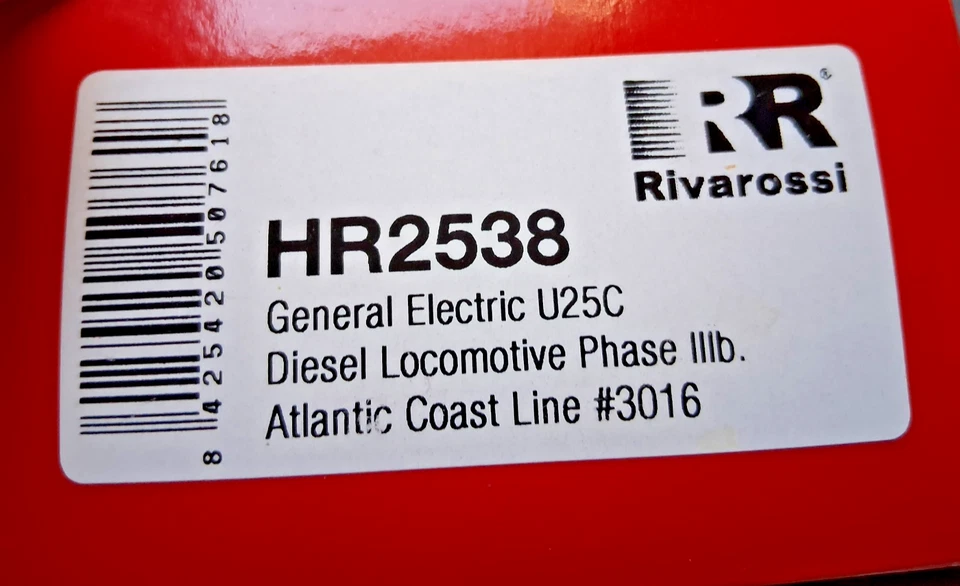 RR®
Rivarossi
HR2538
General Electric U25C
Diesel Locomotive Phase IIIb.
Atlantic Coast Line #3016
8 425420 507618